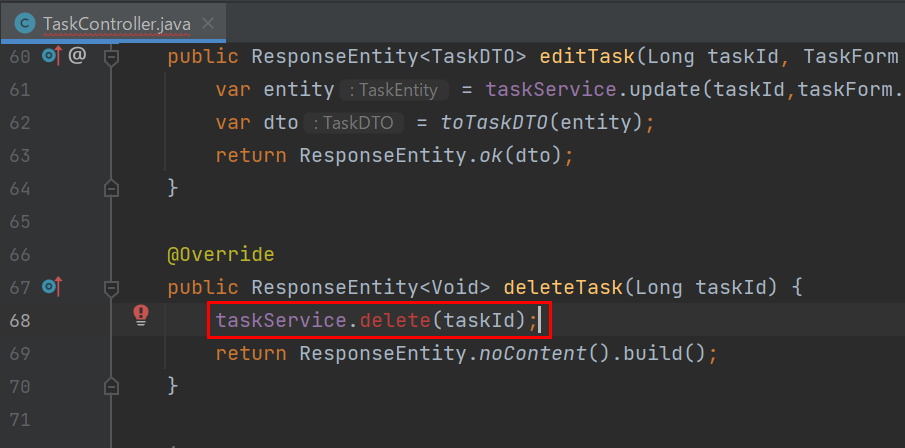 TaskController.java
60 @ public ResponseEntity<TaskDTO> editTask(Long taskId, TaskForm
61 var entity : TaskEntity = taskService.update(taskId,taskForm.
62 var dto : TaskDTO = toTaskDTO(entity);
63 return ResponseEntity.ok(dto);
64 }
65
66 @Override
67 public ResponseEntity<Void> deleteTask(Long taskId) {
68 taskService.delete(taskId);
69 return ResponseEntity.noContent().build();
70 }
71